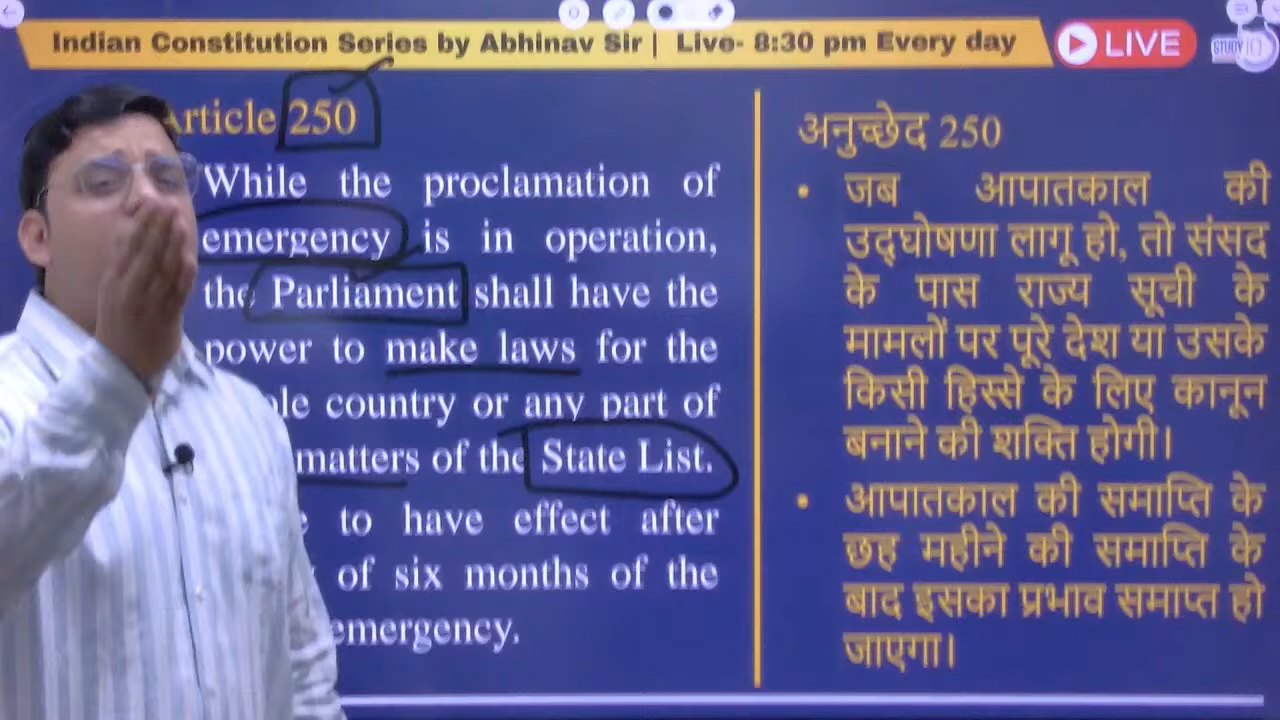 Indian Constitution Series by Abhinav Sir | Live- 8:30 pm Every day
LIVE
STUDY IQ
Article 250
While the proclamation of
emergency is in operation,
the Parliament shall have the
power to make laws for the
country or any part of
matters of the State List.
to have effect after
of six months of the
emergency.
अनुच्छेद 250
• जब आपातकाल की
उद्घोषणा लागू हो, तो संसद
के पास राज्य सूची के
मामलों पर पूरे देश या उसके
किसी हिस्से के लिए कानून
बनाने की शक्ति होगी।
• आपातकाल की समाप्ति के
छह महीने की समाप्ति के
बाद इसका प्रभाव समाप्त हो
जाएगा।